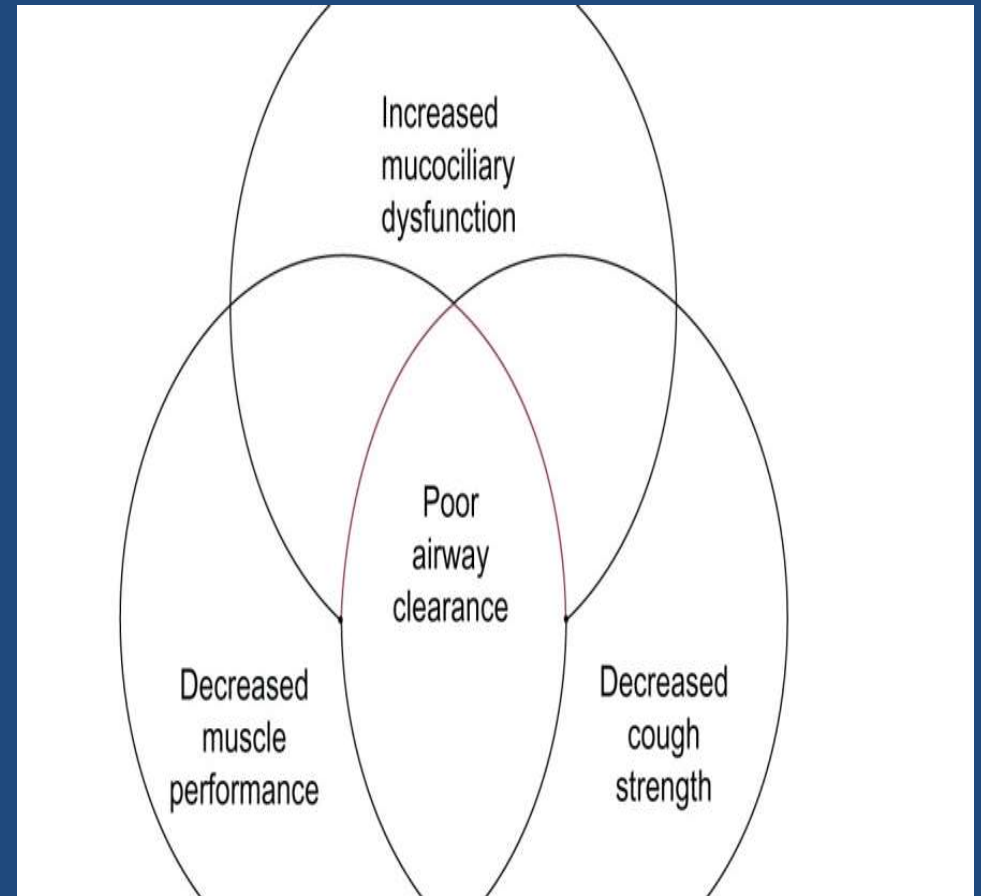 Increased
mucociliary
dysfunction
Poor
airway
clearance
Decreased
muscle
performance
Decreased
cough
strength